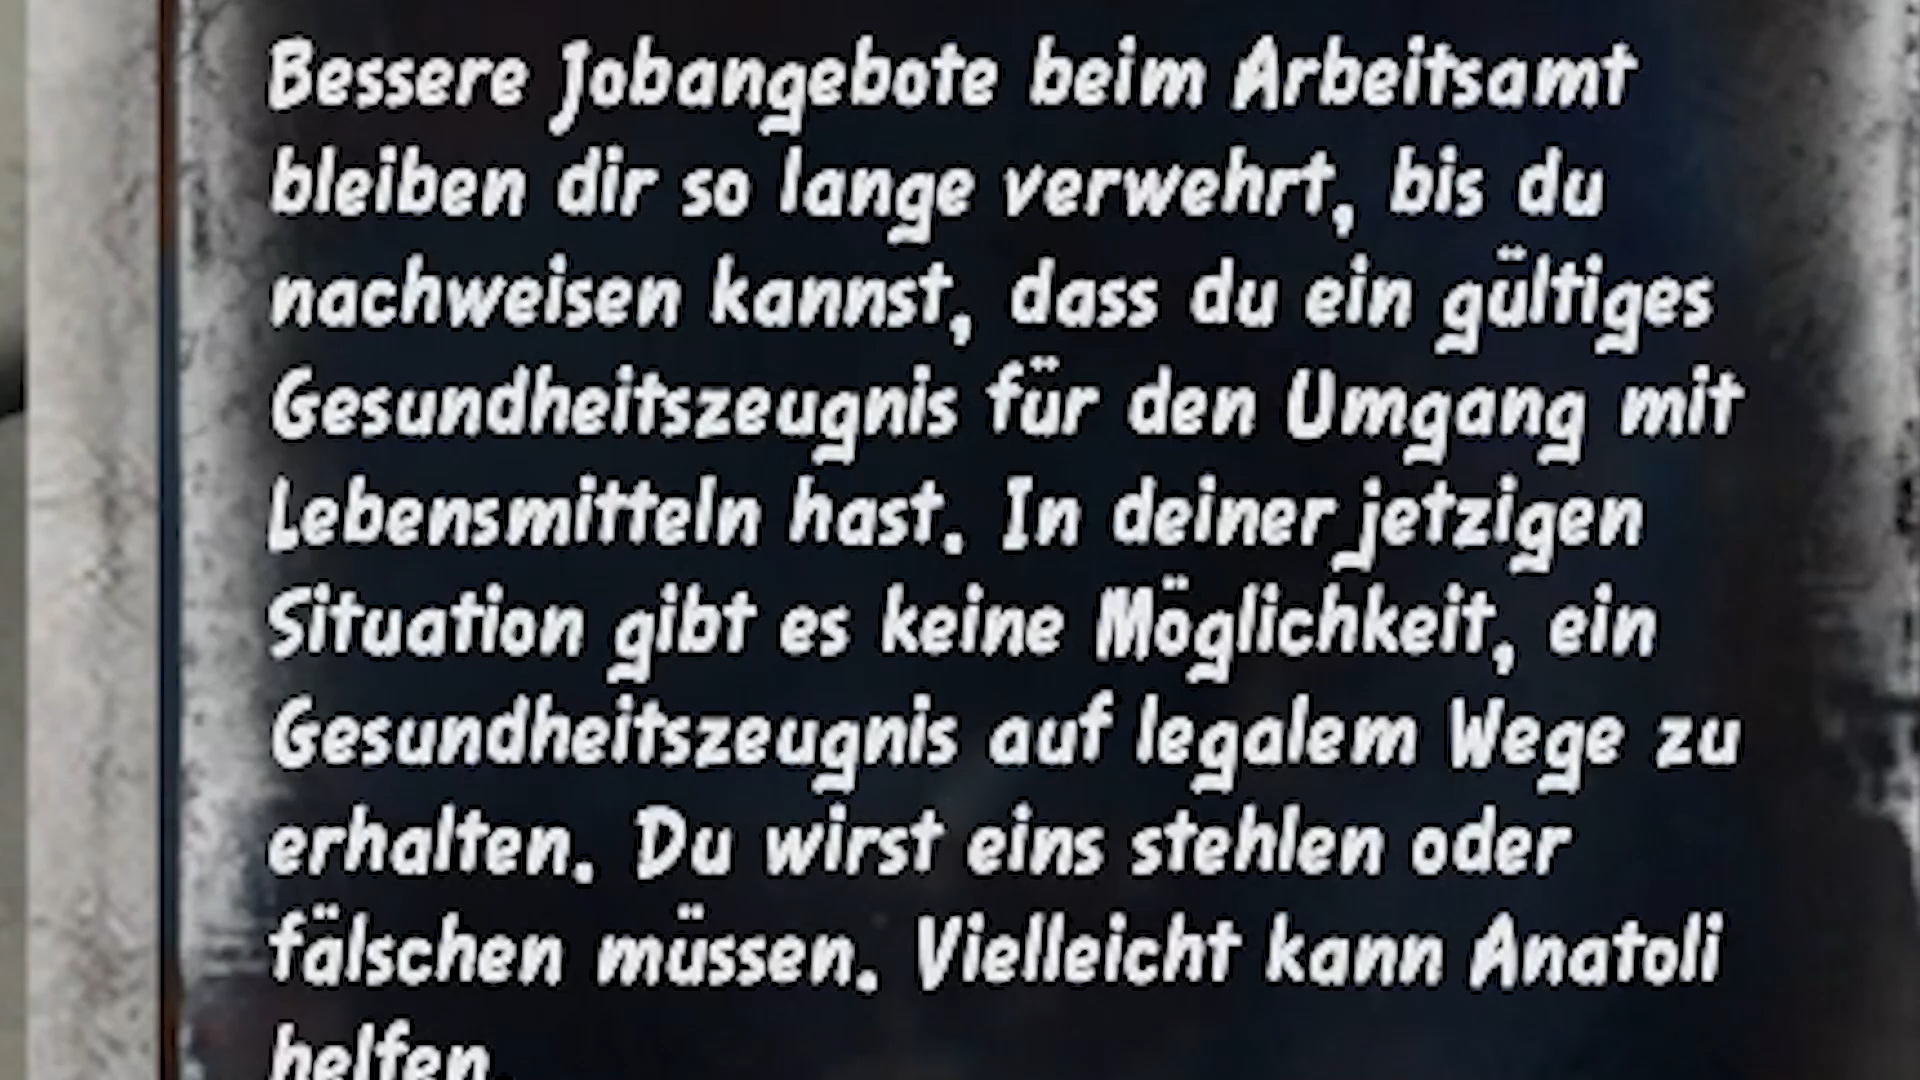 Bessere Jobangebote beim Arbeitsamt
bleiben dir so lange verwehrt, bis du
nachweisen kannst, dass du ein gültiges
Gesundheitszeugnis für den Umgang mit
Lebensmitteln hast. In deiner jetzigen
Situation gibt es keine Möglichkeit, ein
Gesundheitszeugnis auf legalem Wege zu
erhalten. Du wirst eins stehlen oder
fälschen müssen. Vielleicht kann Anatoli
helfen.